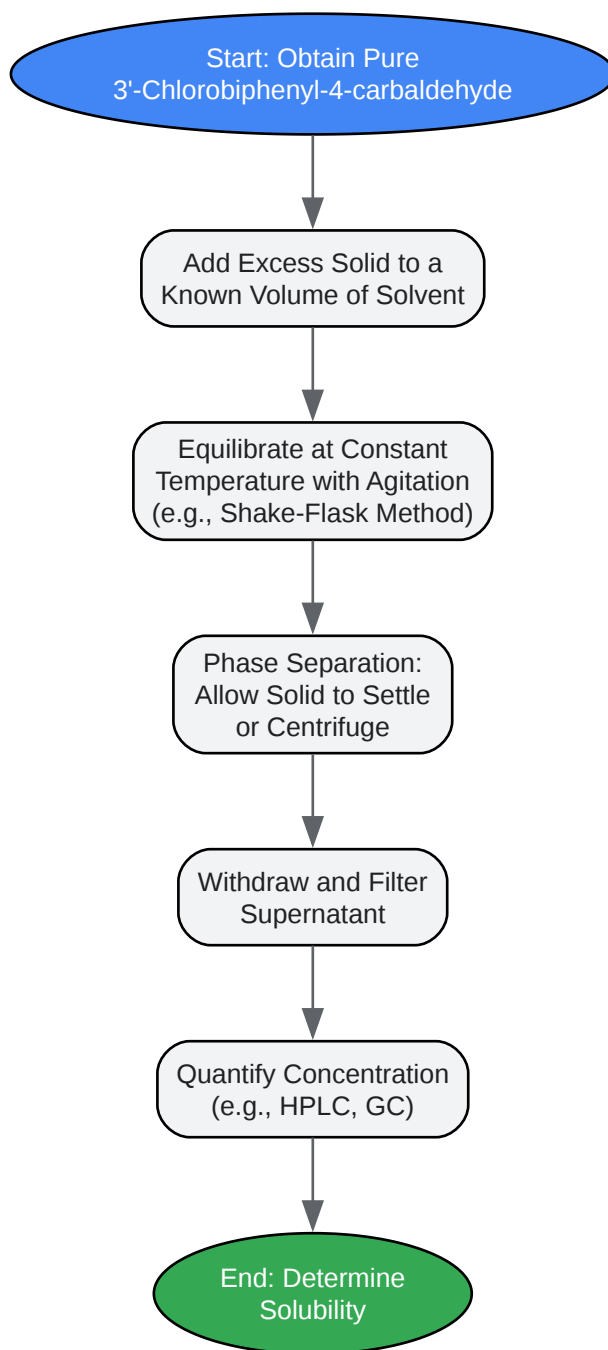 Start: Obtain Pure
3'-Chlorobiphenyl-4-carbaldehyde
Add Excess Solid to a
Known Volume of Solvent
Equilibrate at Constant
Temperature with Agitation
(e.g., Shake-Flask Method)
Phase Separation:
Allow Solid to Settle
or Centrifuge
Withdraw and Filter
Supernatant
Quantify Concentration
(e.g., HPLC, GC)
End: Determine
Solubility